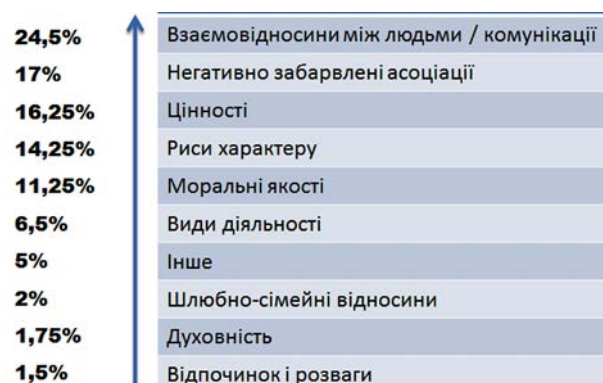 24,5% Взаємовідносини між людьми / комунікації
17% Негативно забарвлені асоціації
16,25% Цінності
14,25% Риси характеру
11,25% Моральні якості
6,5% Види діяльності
5% Інше
2% Шлюбно-сімейні відносини
1,75% Духовність
1,5% Відпочинок і розваги